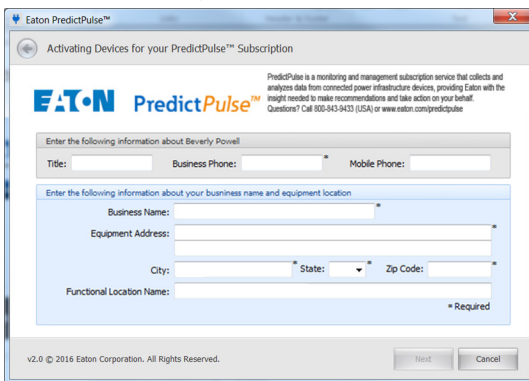 Eaton PredictPulse™
Activating Devices for your PredictPulse™ Subscription
EATON PredictPulse™
PredictPulse is a monitoring and management subscription service that collects and
analyzes data from connected power infrastructure devices, providing Eaton with the
insight needed to make recommendations and take action on your behalf.
Questions? Call 800-843-9433 (USA) or www.eaton.com/predictpulse
Enter the following information about Beverly Powell
Title: Business Phone: * Mobile Phone:
Enter the following information about your busniness name and equipment location
Business Name: *
Equipment Address: *
City: * State: * Zip Code: *
Functional Location Name:
* Required
v2.0 © 2016 Eaton Corporation. All Rights Reserved. Next Cancel